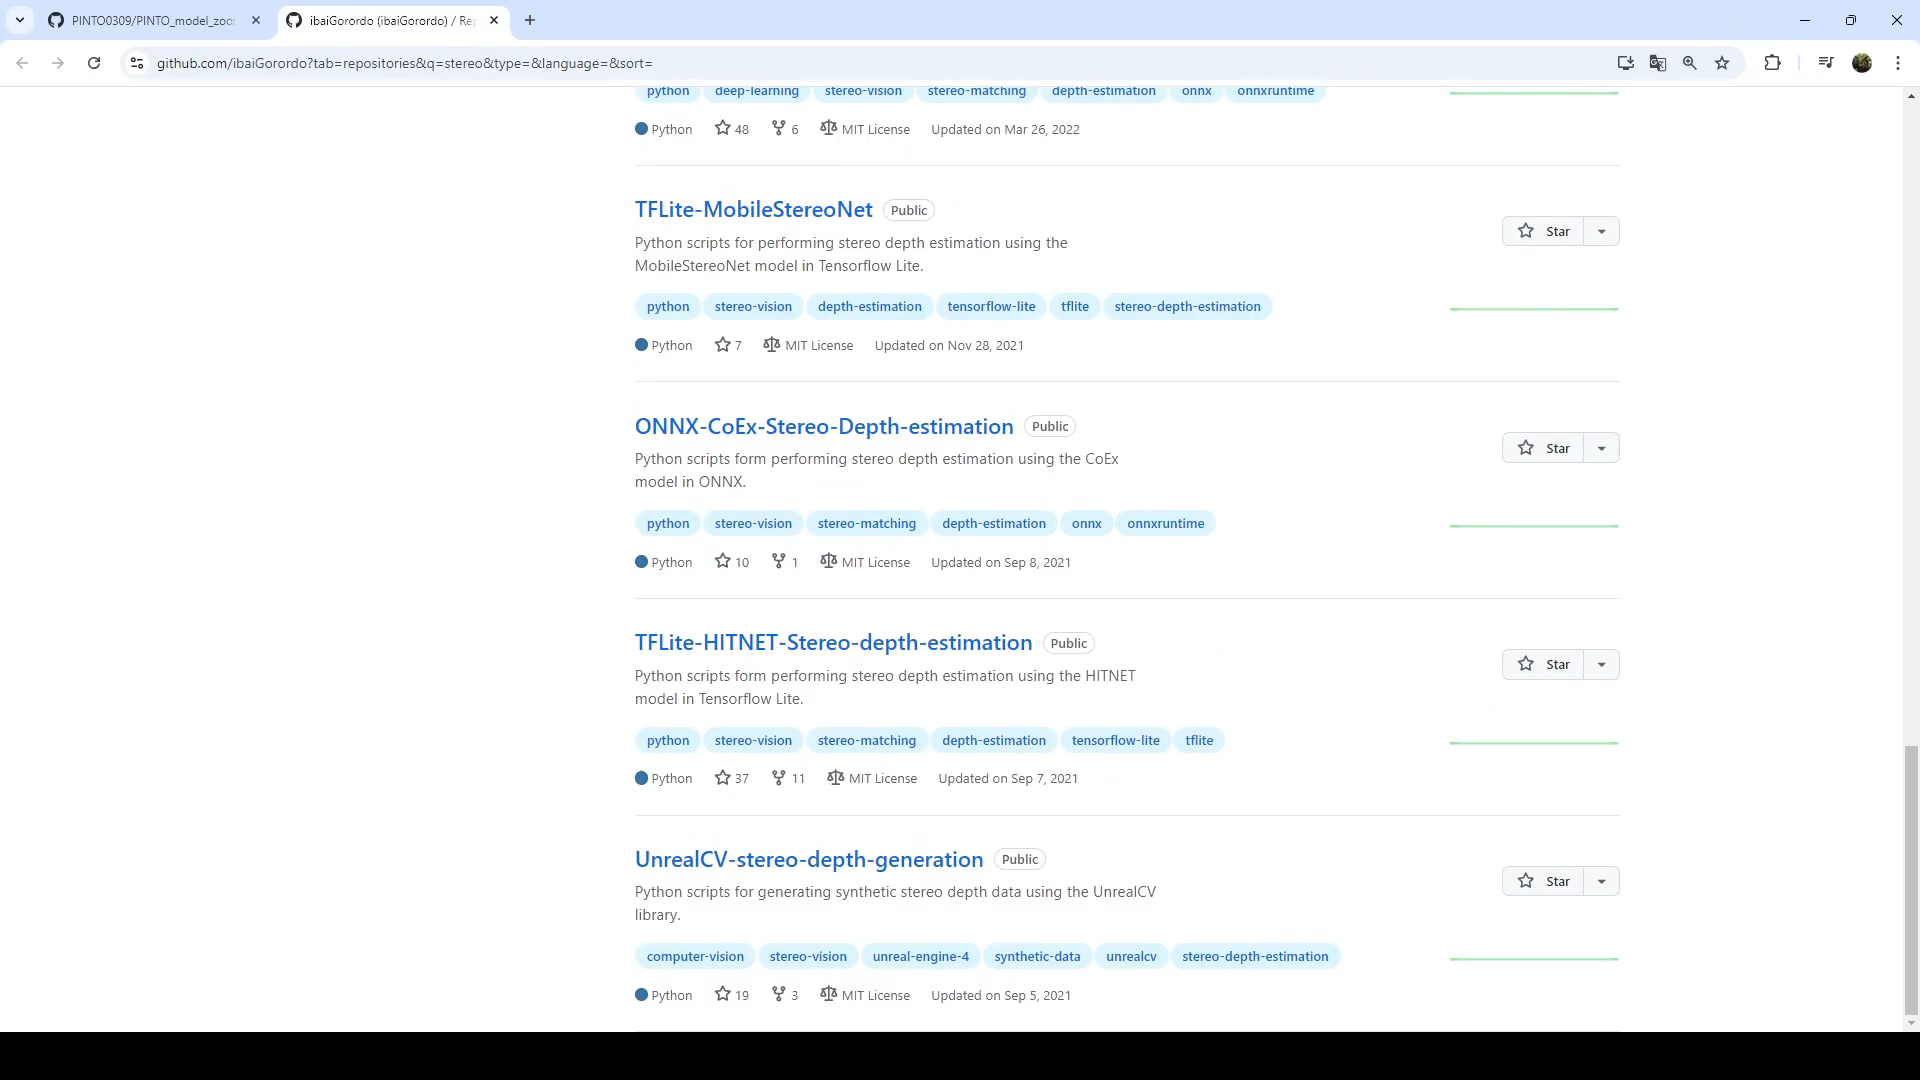 PINTO0309/PINTO_model_zoo:
ibaiGorordo (ibaiGorordo) / Rep
github.com/ibaiGorordo?tab=repositories&q=stereo&type=&language=&sort=
python deep-learning stereo-vision stereo-matching depth-estimation onnx onnxruntime
Python 48 6 MIT License Updated on Mar 26, 2022
TFLite-MobileStereoNet Public
Star
Python scripts for performing stereo depth estimation using the
MobileStereoNet model in Tensorflow Lite.
python stereo-vision depth-estimation tensorflow-lite tflite stereo-depth-estimation
Python 7 MIT License Updated on Nov 28, 2021
ONNX-CoEx-Stereo-Depth-estimation Public
Star
Python scripts form performing stereo depth estimation using the CoEx
model in ONNX.
python stereo-vision stereo-matching depth-estimation onnx onnxruntime
Python 10 1 MIT License Updated on Sep 8, 2021
TFLite-HITNET-Stereo-depth-estimation Public
Star
Python scripts form performing stereo depth estimation using the HITNET
model in Tensorflow Lite.
python stereo-vision stereo-matching depth-estimation tensorflow-lite tflite
Python 37 11 MIT License Updated on Sep 7, 2021
UnrealCV-stereo-depth-generation Public
Star
Python scripts for generating synthetic stereo depth data using the UnrealCV
library.
computer-vision stereo-vision unreal-engine-4 synthetic-data unrealcv stereo-depth-estimation
Python 19 3 MIT License Updated on Sep 5, 2021